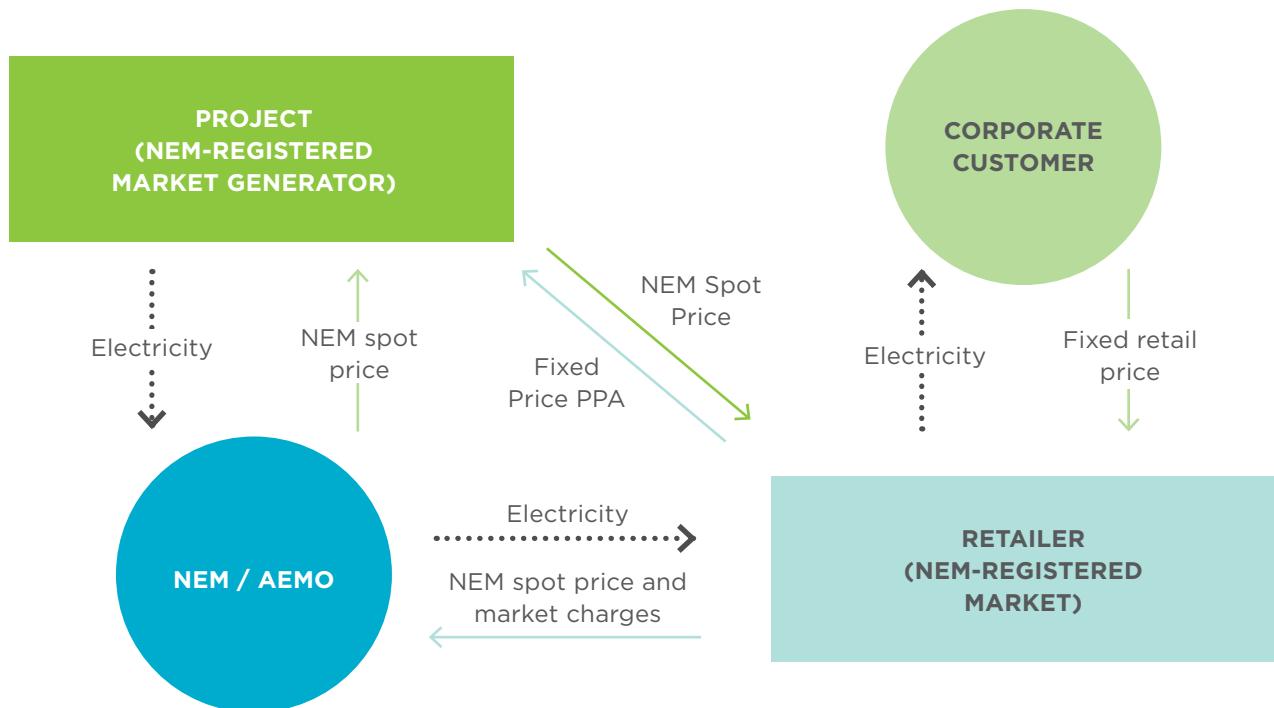 PROJECT
(NEM-REGISTERED
MARKET GENERATOR)
CORPORATE
CUSTOMER
Electricity
NEM spot
price
NEM Spot
Price
Fixed
Price PPA
Electricity
Fixed retail
price
NEM / AEMO
Electricity
NEM spot price and
market charges
RETAILER
(NEM-REGISTERED
MARKET)